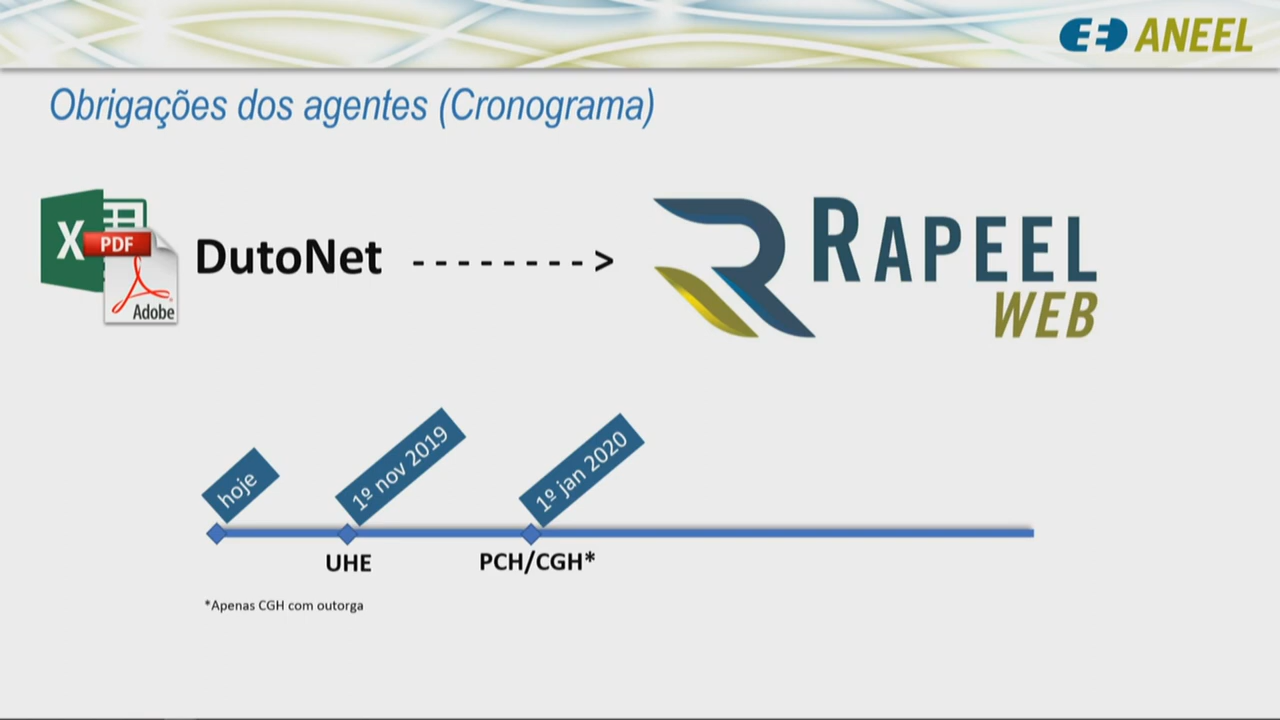 ANEEL
Obrigações dos agentes (Cronograma)
X
PDF
Adobe
DutoNet - - - - - - - - >
RAPEEL
WEB
hoje
1º nov 2019
1º jan 2020
UHE
PCH/CGH*
*Apenas CGH com outorga